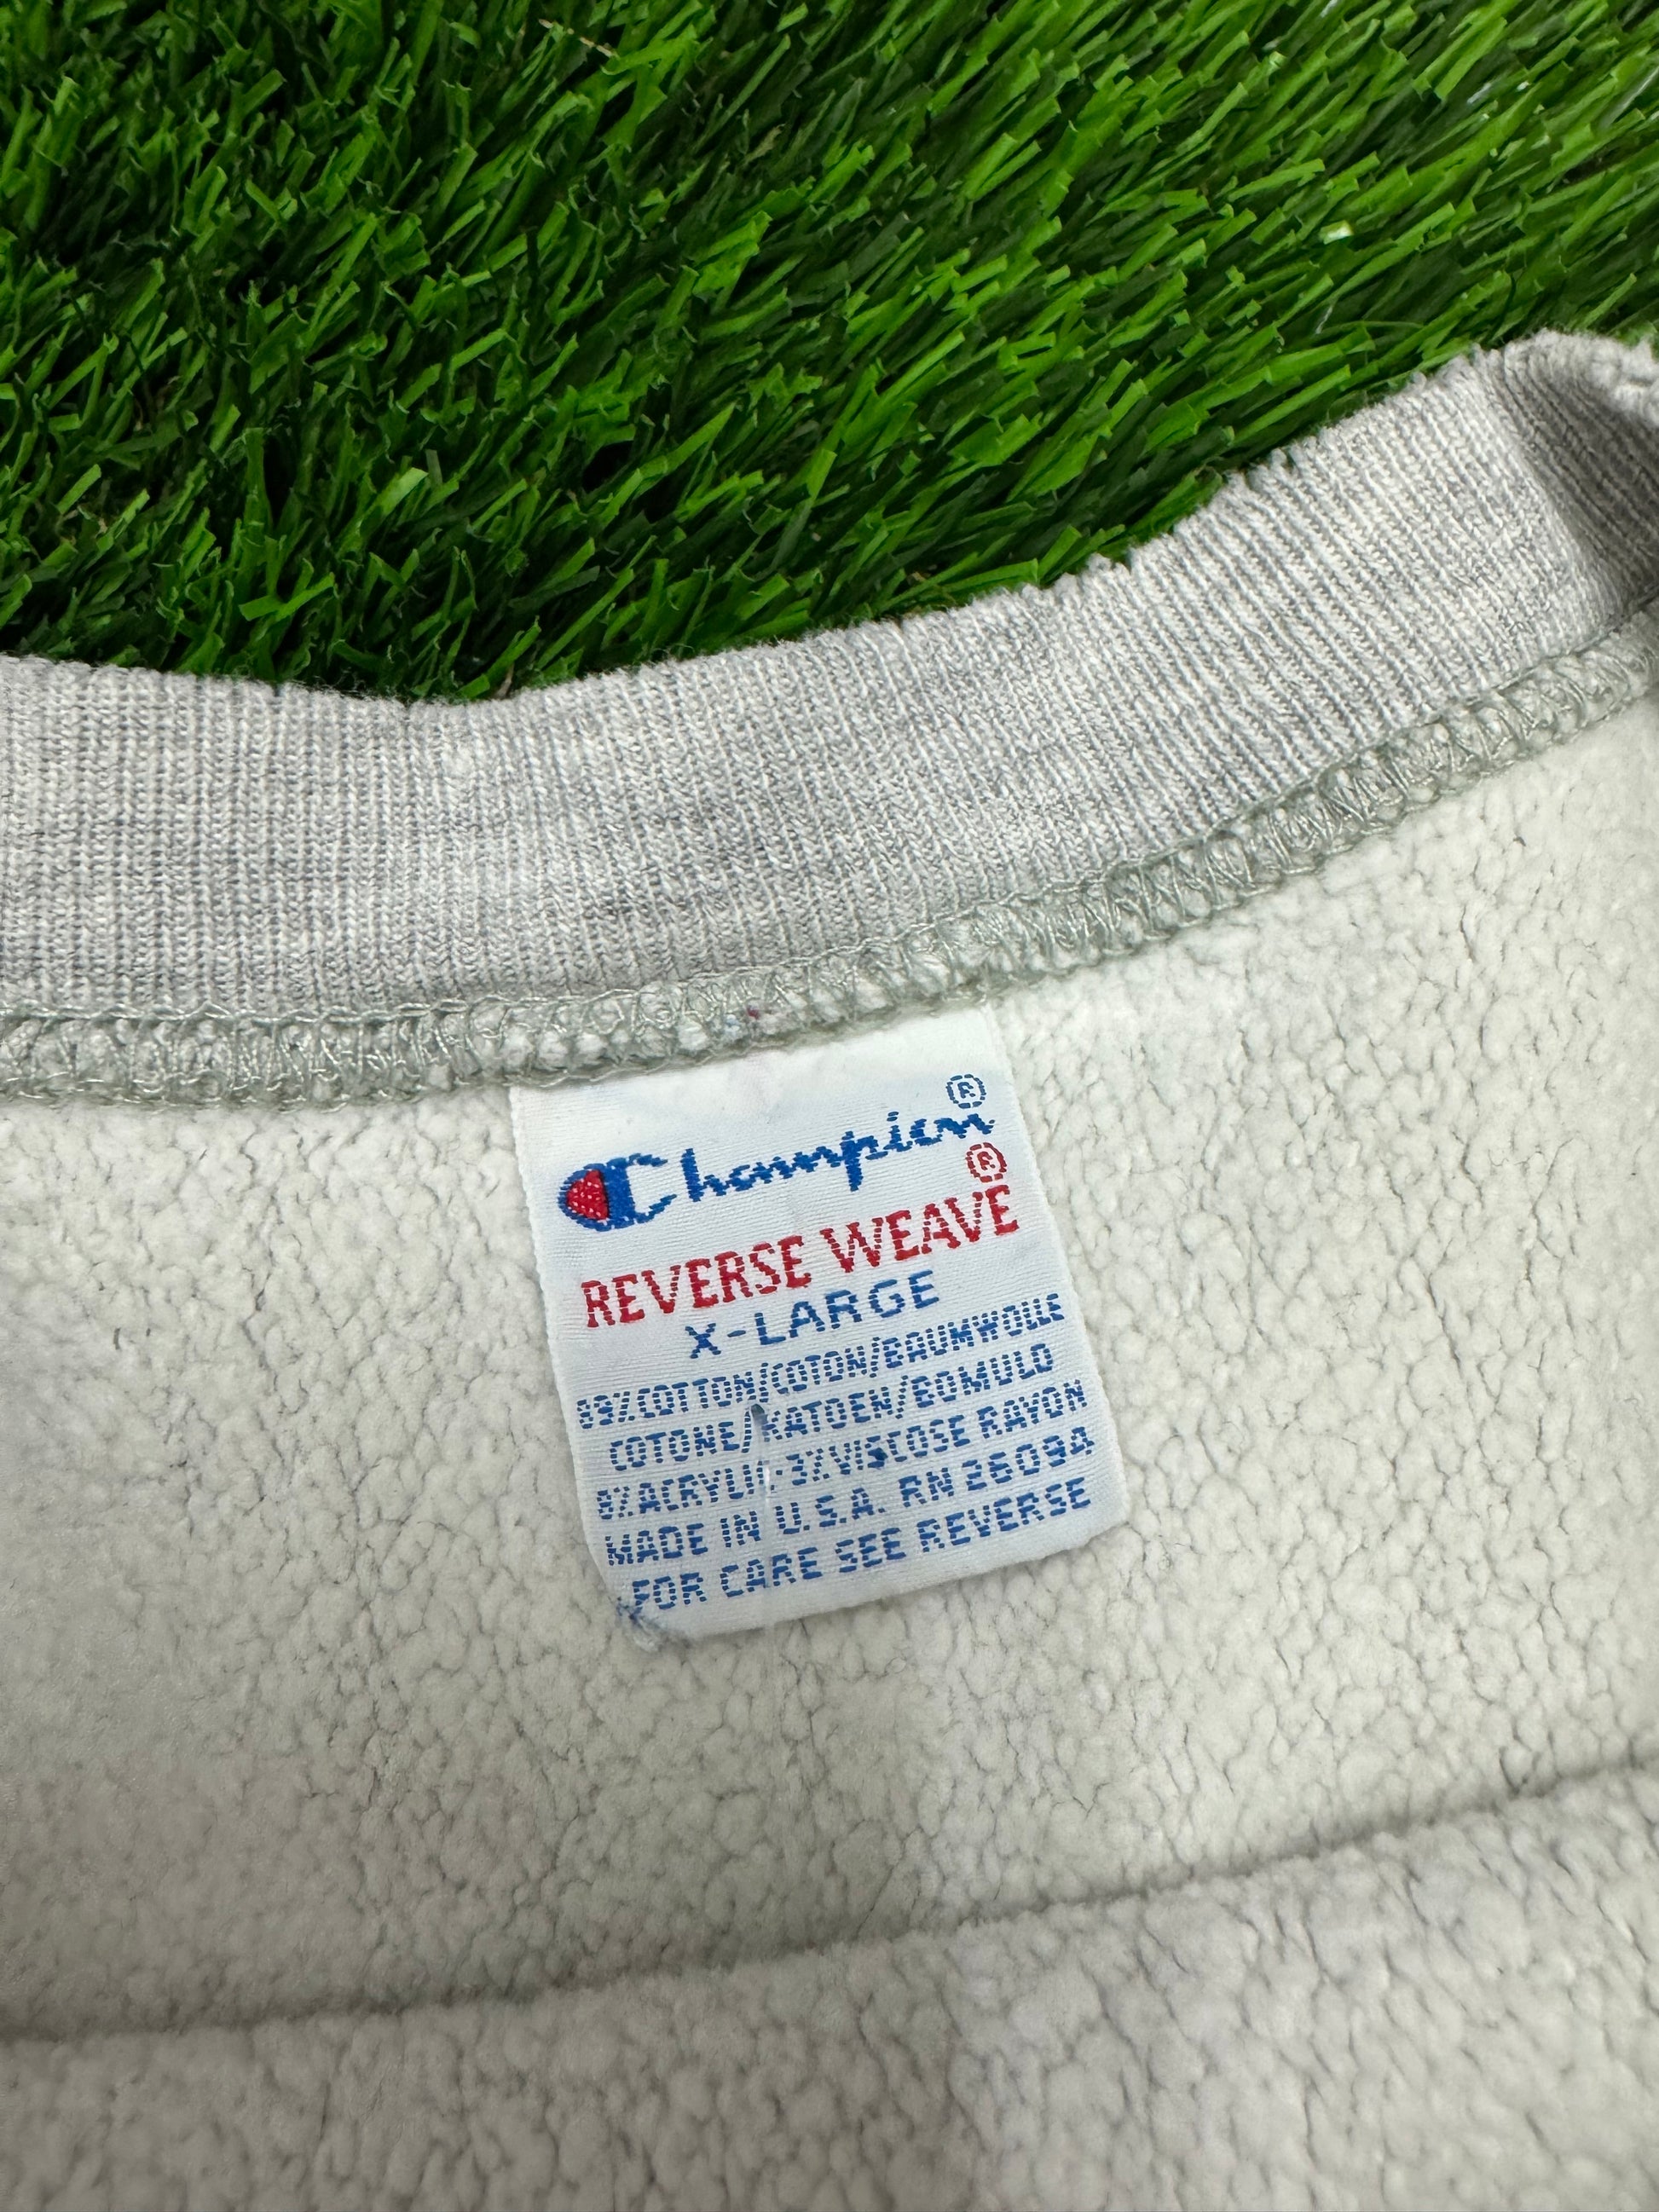 Champion®
REVERSE WEAVE®
X-LARGE
89% COTTON/COTON/BAUMWOLLE
COTONE/KATOEN/BOMULD
8% ACRYLIC-3% VISCOSE RAYON
MADE IN U.S.A. RN 26094
FOR CARE SEE REVERSE